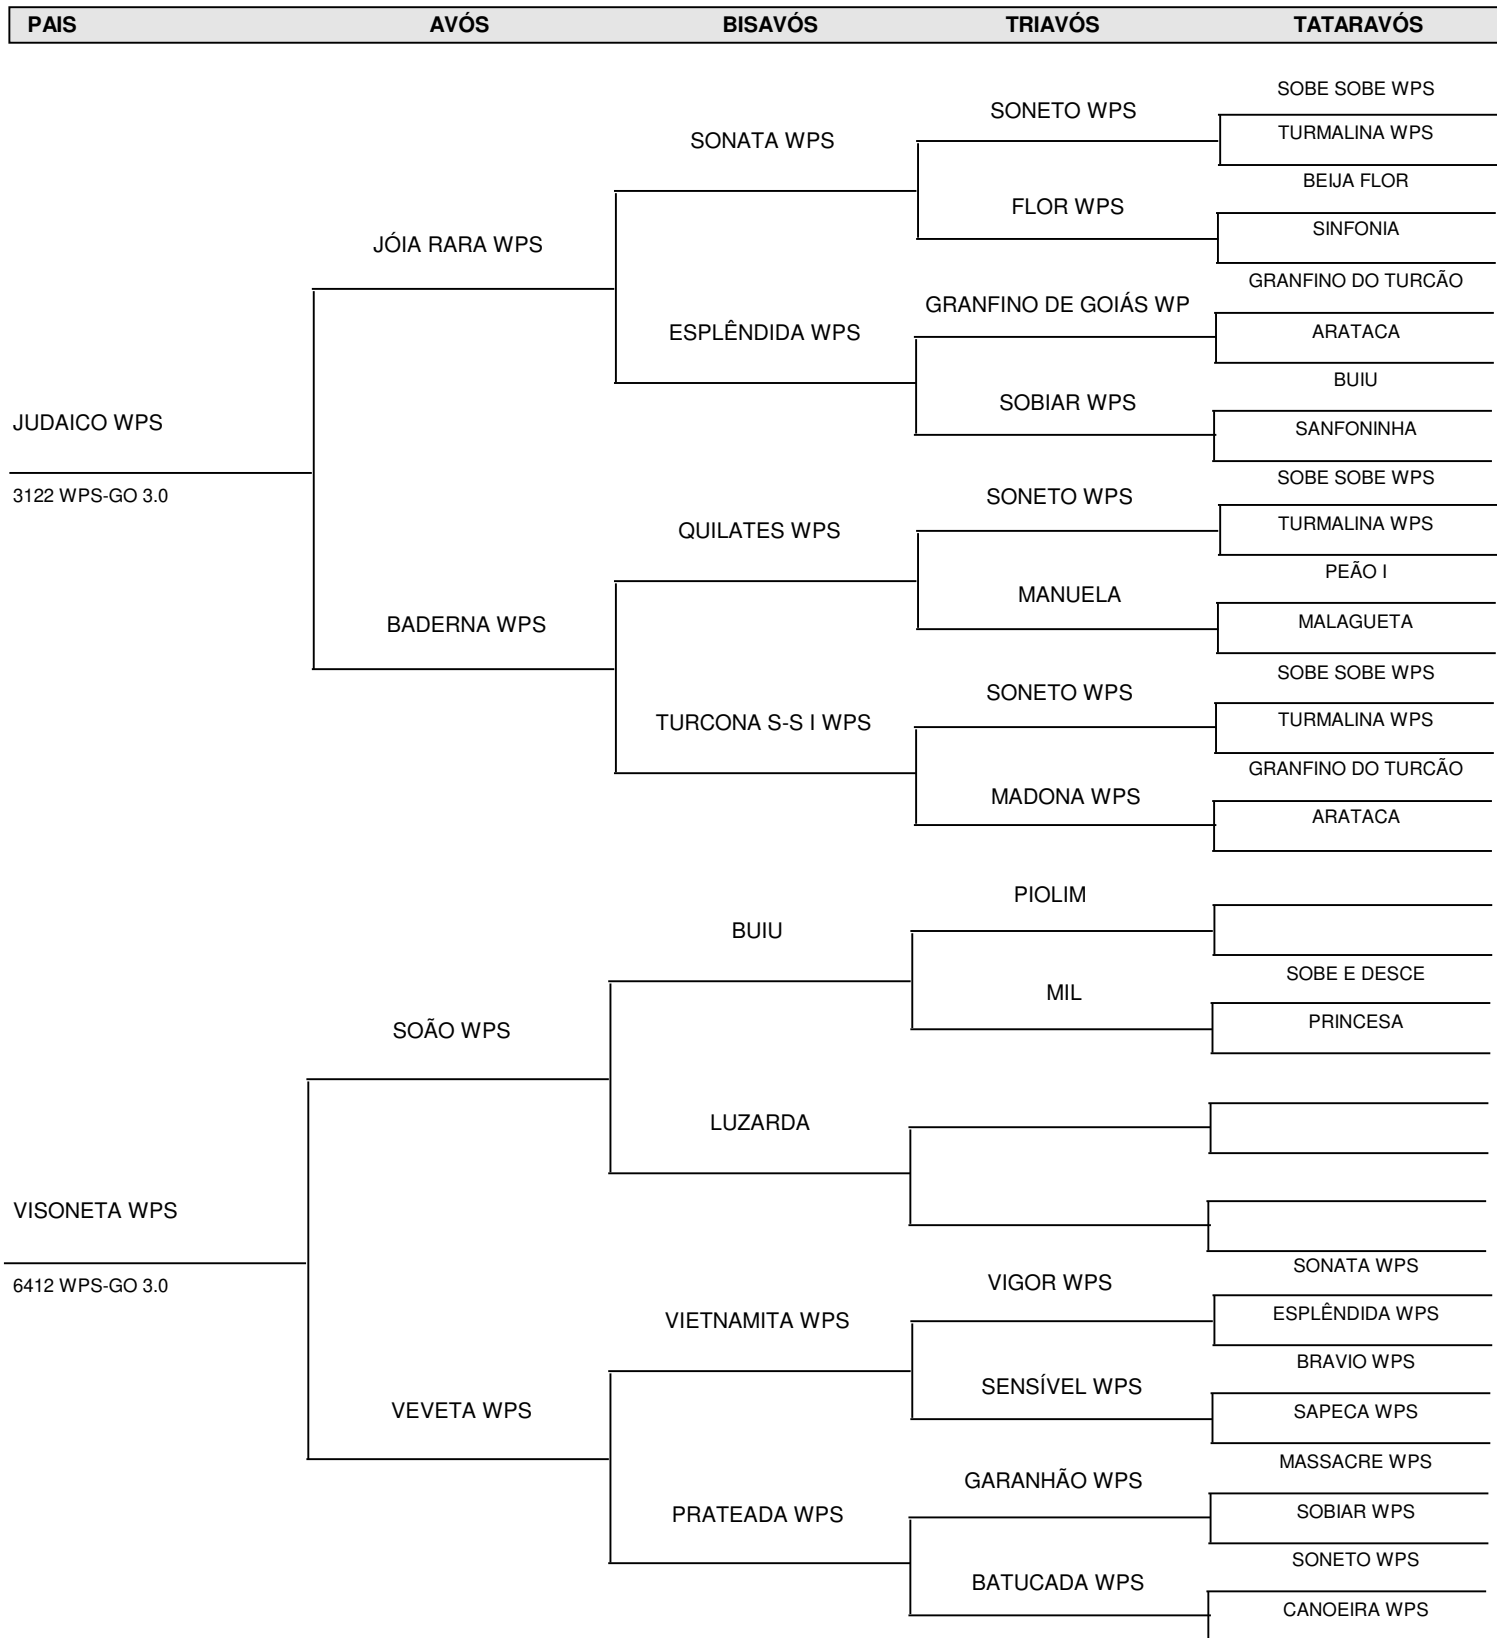 PAIS AVÓS BISAVÓS TRIAVÓS TATARAVÓS
SOBE SOBE WPS
SONETO WPS
TURMALINA WPS
SONATA WPS
BEIJA FLOR
FLOR WPS
SINFONIA
JÓIA RARA WPS
GRANFINO DO TURCÃO
GRANFINO DE GOIÁS WP
ARATACA
ESPLÊNDIDA WPS
BUIU
SOBIAR WPS
SANFONINHA
JUDAICO WPS
3122 WPS-GO 3.0
SOBE SOBE WPS
SONETO WPS
TURMALINA WPS
QUILATES WPS
PEÃO I
MANUELA
MALAGUETA
BADERNA WPS
SOBE SOBE WPS
SONETO WPS
TURMALINA WPS
TURCONA S-S I WPS
GRANFINO DO TURCÃO
MADONA WPS
ARATACA
PIOLIM
BUIU
SOBE E DESCE
MIL
PRINCESA
SOÃO WPS
LUZARDA
VISONETA WPS
6412 WPS-GO 3.0
SONATA WPS
VIGOR WPS
ESPLÊNDIDA WPS
VIETNAMITA WPS
BRAVIO WPS
SENSÍVEL WPS
SAPECA WPS
VEVETA WPS
MASSACRE WPS
GARANHÃO WPS
SOBIAR WPS
PRATEADA WPS
SONETO WPS
BATUCADA WPS
CANOEIRA WPS